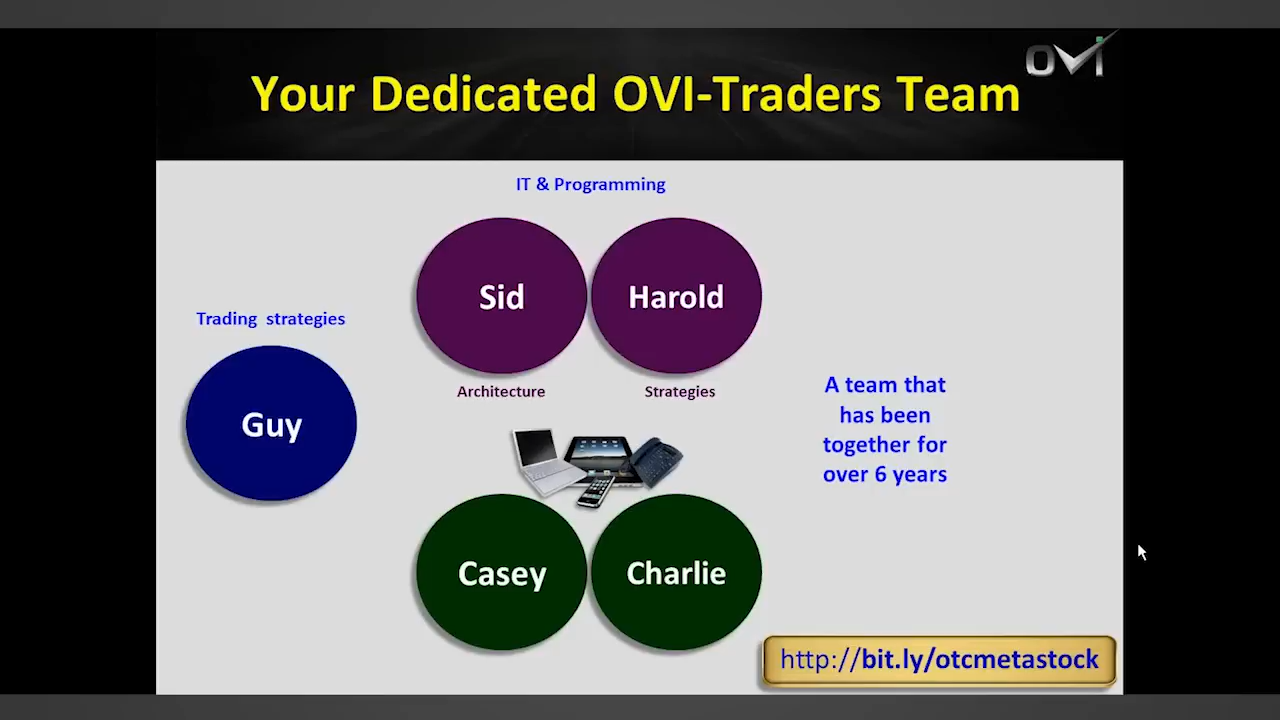 OVI
Your Dedicated OVI-Traders Team
IT & Programming
Sid
Harold
Trading strategies
Architecture
Strategies
Guy
A team that
has been
together for
over 6 years
Casey
Charlie
http://bit.ly/otcmetastock